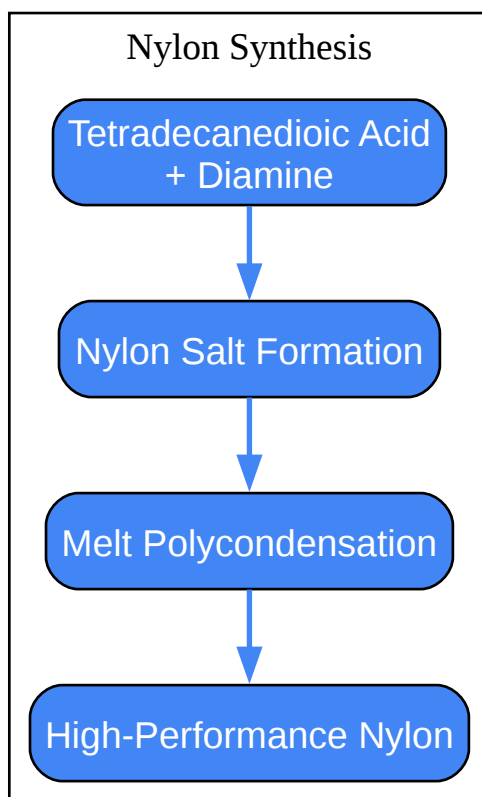 Nylon Synthesis
Tetradecanedioic Acid
+ Diamine
Nylon Salt Formation
Melt Polycondensation
High-Performance Nylon